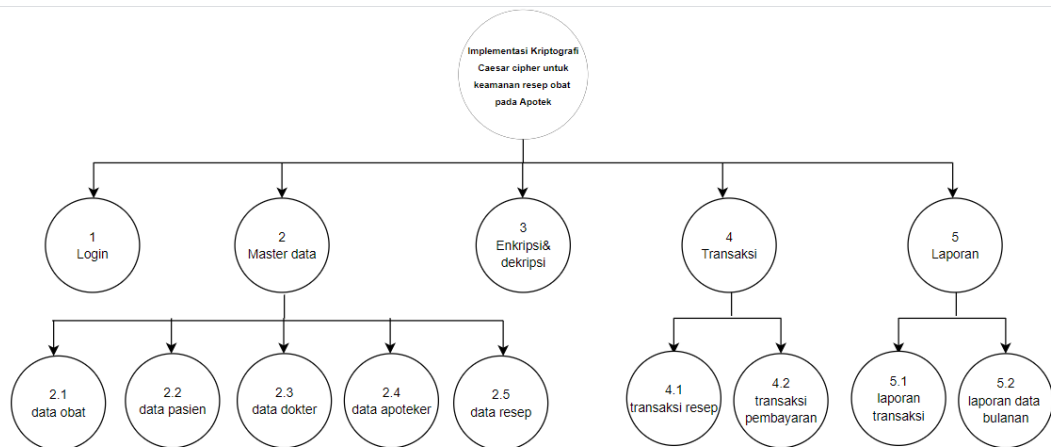 Implementasi Kriptografi
Caesar cipher untuk
keamanan resep obat
pada Apotek
1
Login
2
Master data
3
Enkripsi&
dekripsi
4
Transaksi
5
Laporan
2.1
data obat
2.2
data pasien
2.3
data dokter
2.4
data apoteker
2.5
data resep
4.1
transaksi resep
4.2
transaksi
pembayaran
5.1
laporan
transaksi
5.2
laporan data
bulanan